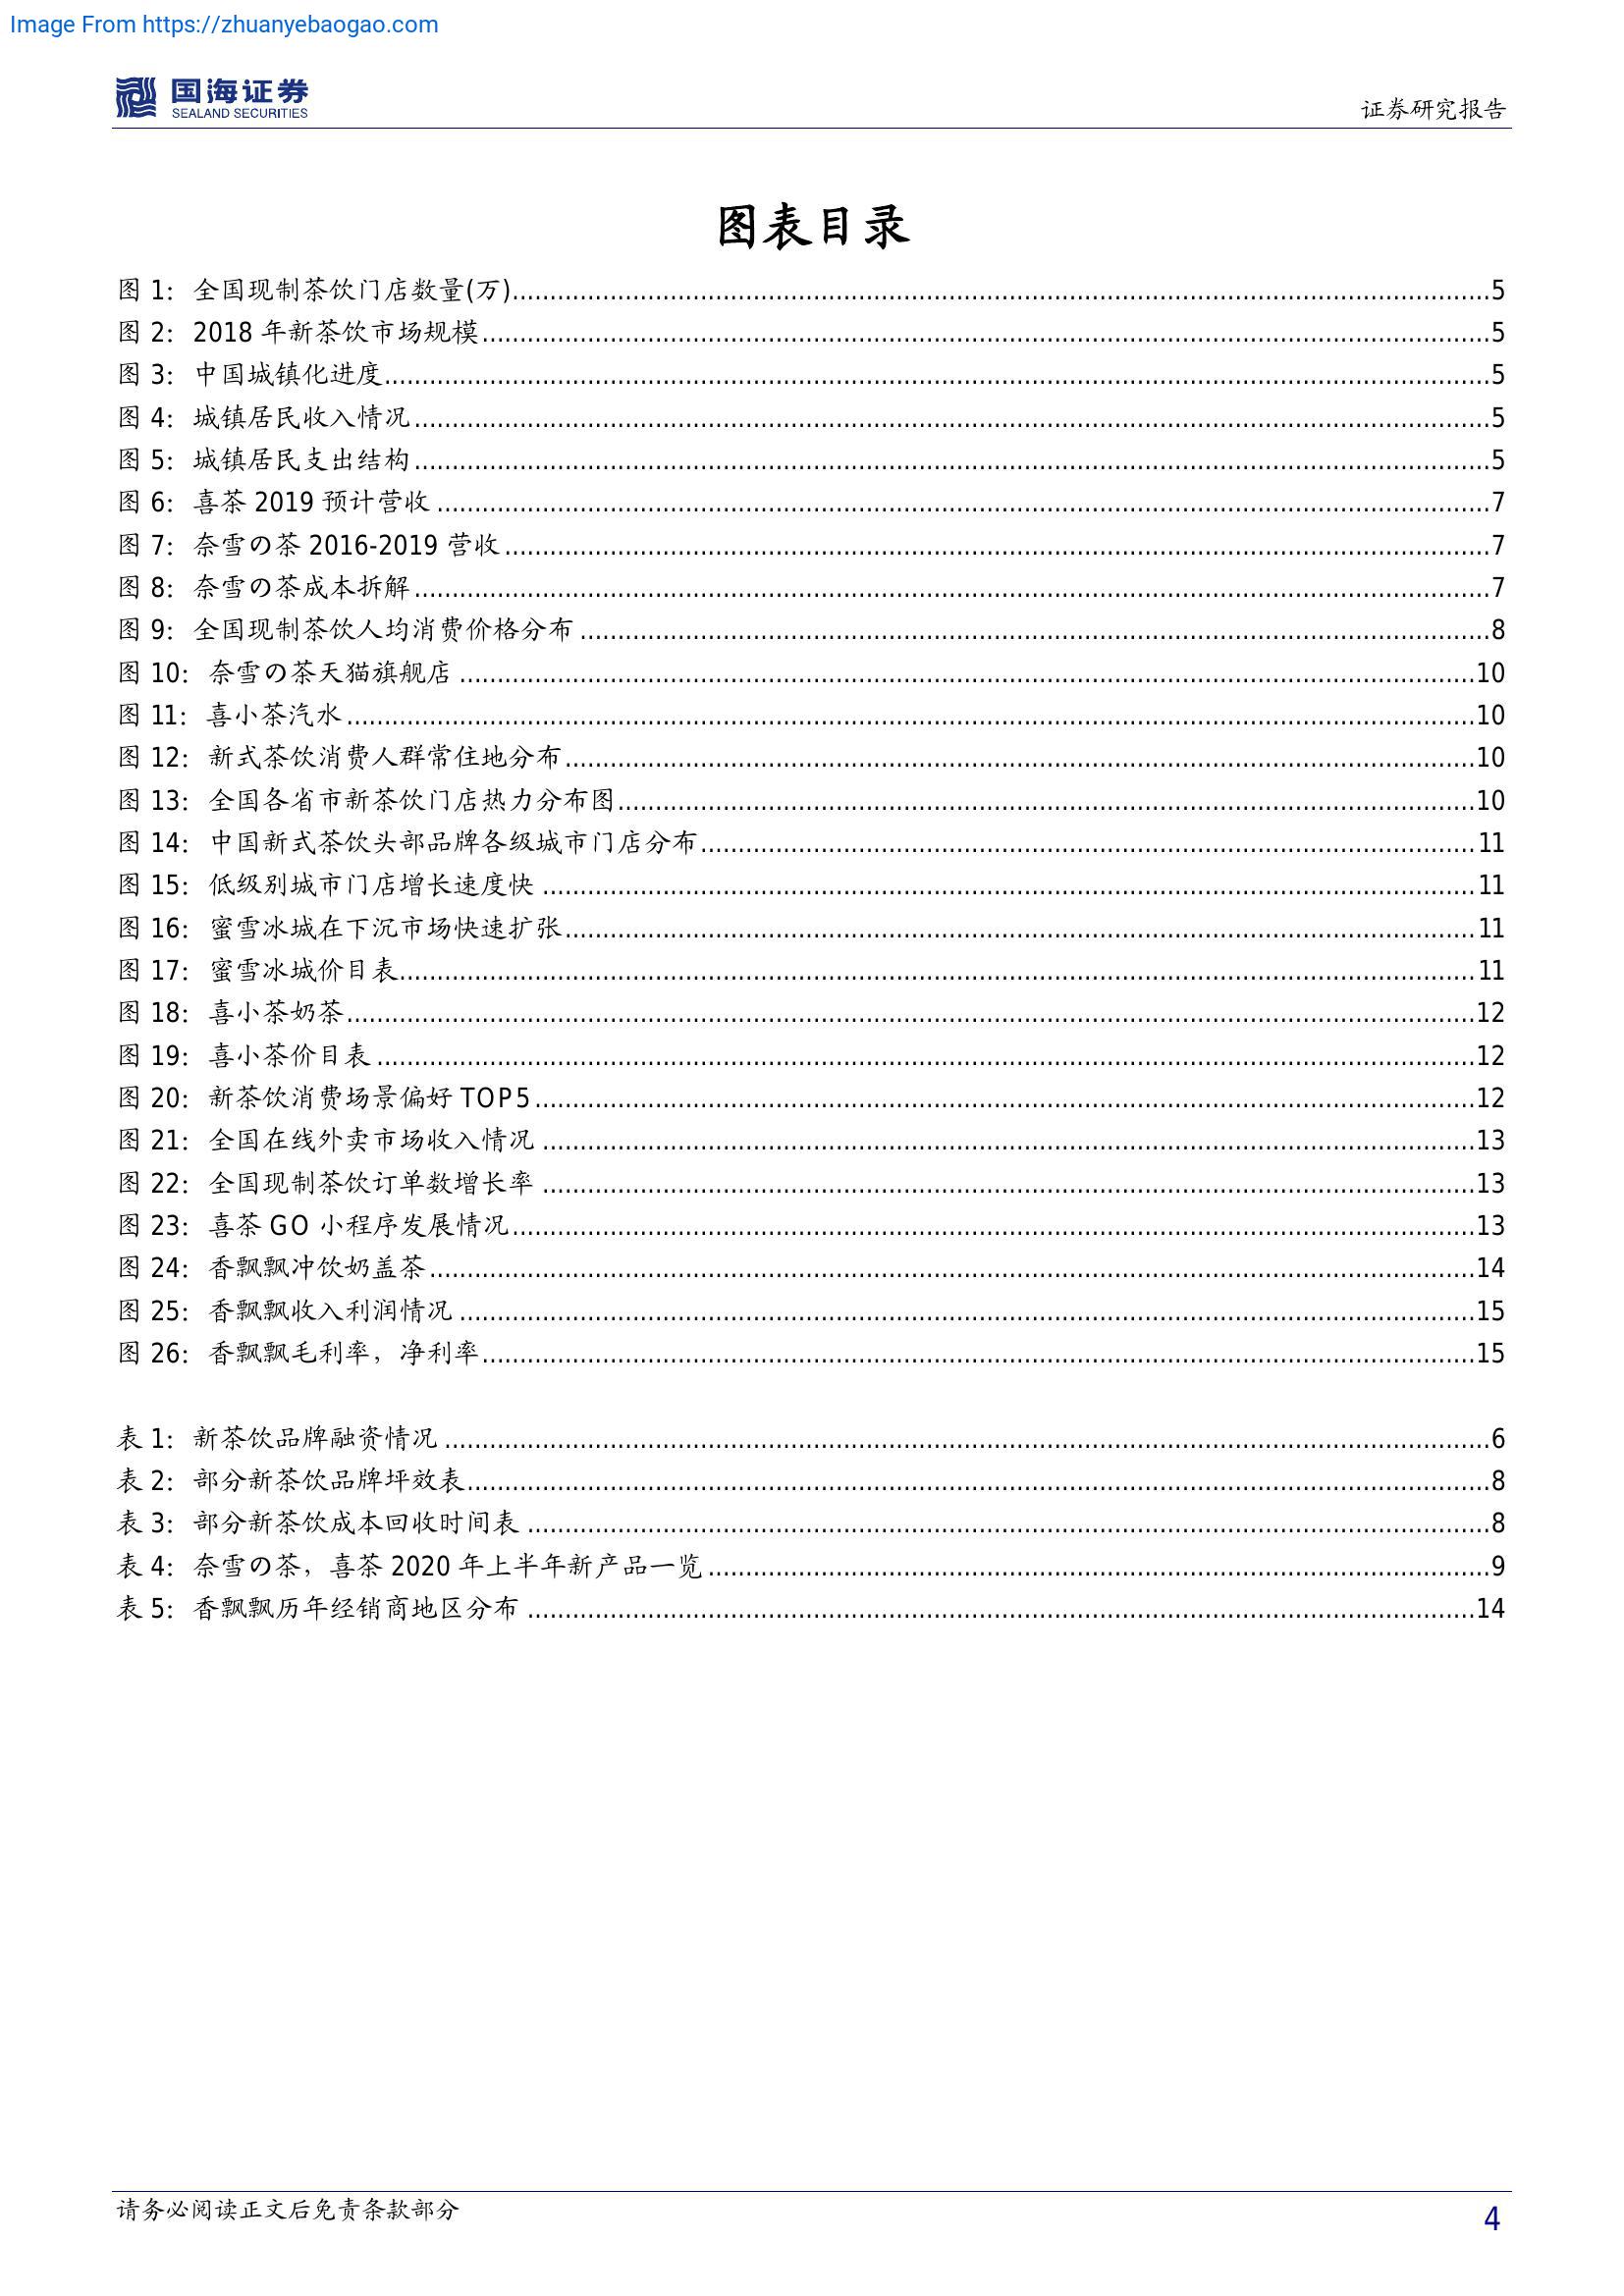 Image From https://zhuanyebaogao.com
国海证券
SEALAND SECURITIES
证券研究报告
图表目录
图 1：全国现制茶饮门店数量(万)..........5
图 2：2018 年新茶饮市场规模..........5
图 3：中国城镇化进度..........5
图 4：城镇居民收入情况..........5
图 5：城镇居民支出结构..........5
图 6：喜茶 2019 预计营收..........7
图 7：奈雪の茶 2016-2019 营收..........7
图 8：奈雪の茶成本拆解..........7
图 9：全国现制茶饮人均消费价格分布..........8
图 10：奈雪の茶天猫旗舰店..........10
图 11：喜小茶汽水..........10
图 12：新式茶饮消费人群常住地分布..........10
图 13：全国各省市新茶饮门店热力分布图..........10
图 14：中国新式茶饮头部品牌各级城市门店分布..........11
图 15：低级别城市门店增长速度快..........11
图 16：蜜雪冰城在下沉市场快速扩张..........11
图 17：蜜雪冰城价目表..........11
图 18：喜小茶奶茶..........12
图 19：喜小茶价目表..........12
图 20：新茶饮消费场景偏好 TOP5..........12
图 21：全国在线外卖市场收入情况..........13
图 22：全国现制茶饮订单数增长率..........13
图 23：喜茶 GO 小程序发展情况..........13
图 24：香飘飘冲饮奶盖茶..........14
图 25：香飘飘收入利润情况..........15
图 26：香飘飘毛利率，净利率..........15
表 1：新茶饮品牌融资情况..........6
表 2：部分新茶饮品牌坪效表..........8
表 3：部分新茶饮成本回收时间表..........8
表 4：奈雪の茶，喜茶 2020 年上半年新产品一览..........9
表 5：香飘飘历年经销商地区分布..........14
请务必阅读正文后免责条款部分
4